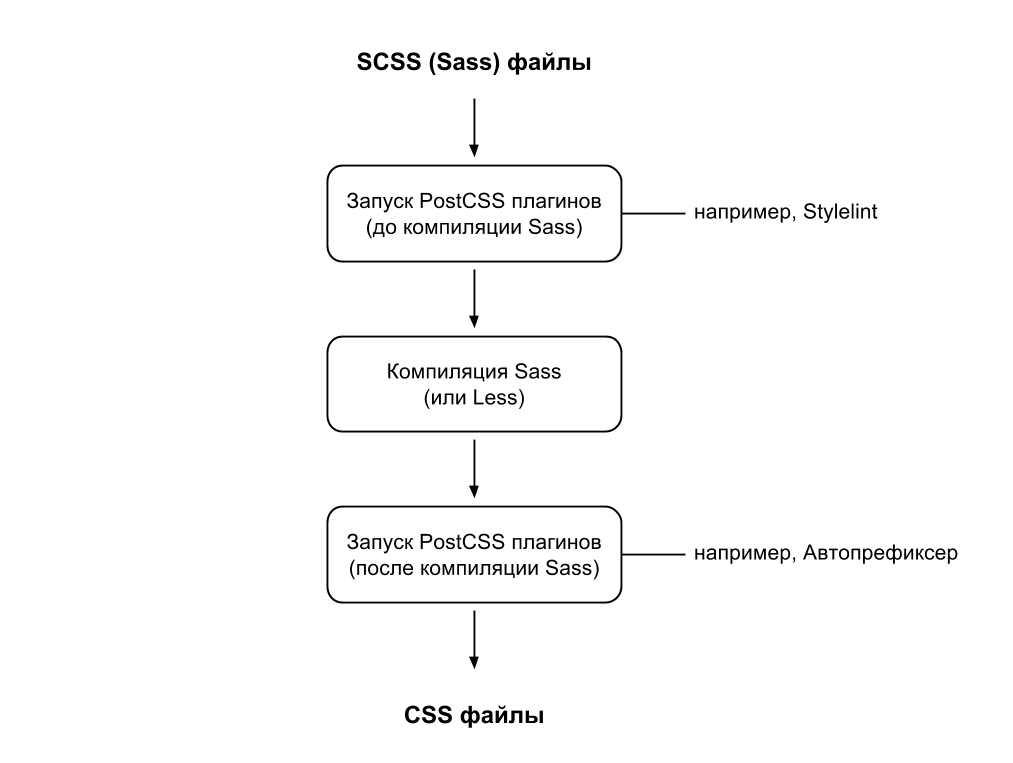 SCSS (Sass) файлы
Запуск PostCSS плагинов
(до компиляции Sass)
например, Stylelint
Компиляция Sass
(или Less)
Запуск PostCSS плагинов
(после компиляции Sass)
например, Автопрефиксер
CSS файлы